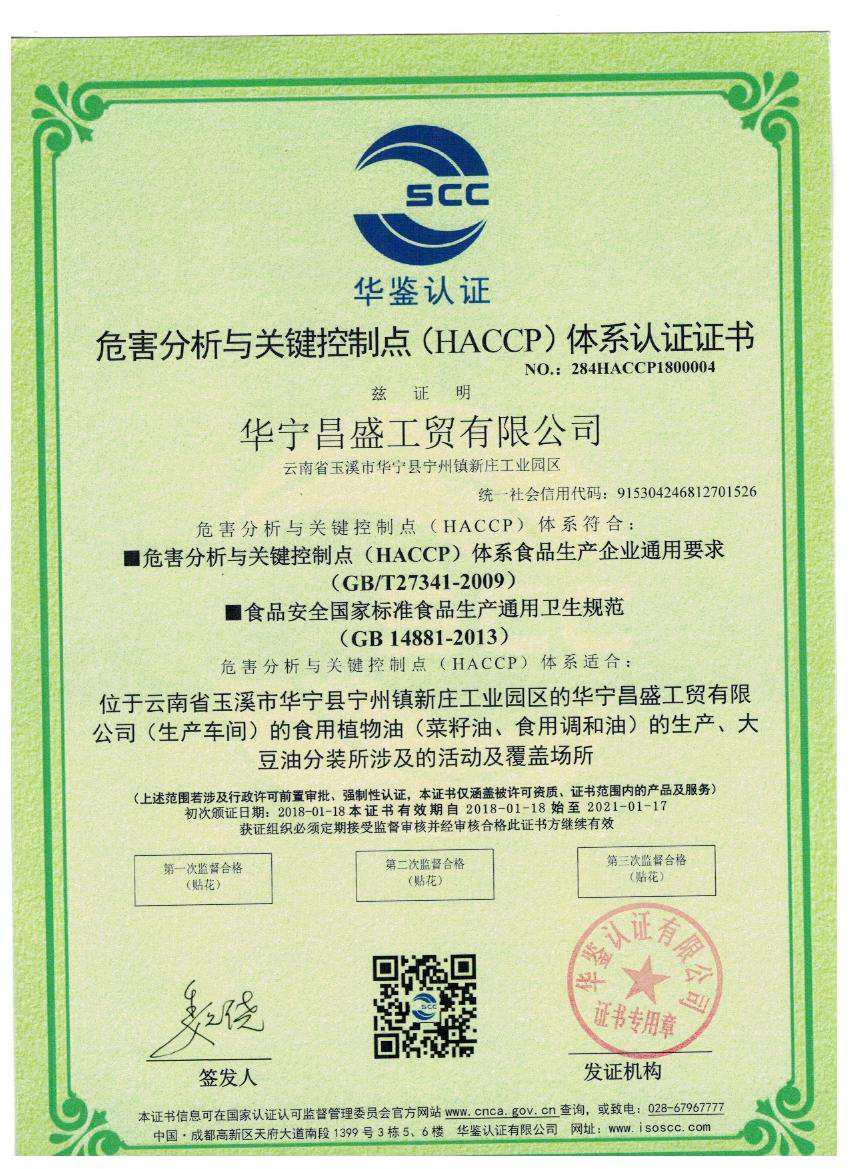 SCC
华鉴认证
危害分析与关键控制点（HACCP）体系认证证书
NO.：284HACCP1800004
兹 证 明
华宁昌盛工贸有限公司
云南省玉溪市华宁县宁州镇新庄工业园区
统一社会信用代码：915304246812701526
危害分析与关键控制点（HACCP）体系符合：
■危害分析与关键控制点（HACCP）体系食品生产企业通用要求
（GB/T27341-2009）
■食品安全国家标准食品生产通用卫生规范
（GB 14881-2013）
危害分析与关键控制点（HACCP）体系适合：
位于云南省玉溪市华宁县宁州镇新庄工业园区的华宁昌盛工贸有限
公司（生产车间）的食用植物油（菜籽油、食用调和油）的生产、大
豆油分装所涉及的活动及覆盖场所
（上述范围若涉及行政许可前置审批、强制性认证，本证书仅涵盖被许可资质、证书范围内的产品及服务）
初次颁证日期：2018-01-18 本证书有效期自 2018-01-18 始至 2021-01-17
获证组织必须定期接受监督审核并经审核合格此证书方继续有效
第一次监督合格
（贴花）
第二次监督合格
（贴花）
第三次监督合格
（贴花）
华鉴认证有限公司
证书专用章
SCC
签发人
发证机构
本证书信息可在国家认证认可监督管理委员会官方网站 www.cnca.gov.cn 查询，或致电：028-67967777
中国·成都高新区天府大道南段 1399 号 3 栋 5、6 楼 华鉴认证有限公司 网址：www.isoscc.com